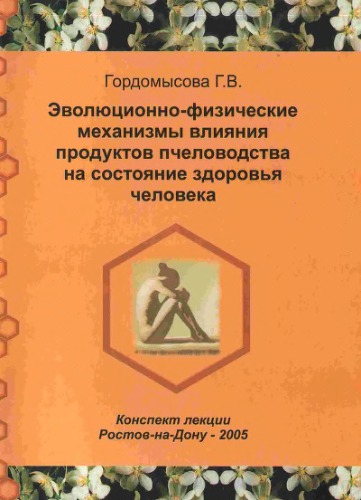 Гордомысова Г.В.
Эволюционно-физические
механизмы влияния
продуктов пчеловодства
на состояние здоровья
человека
Конспект лекции
Ростов-на-Дону - 2005